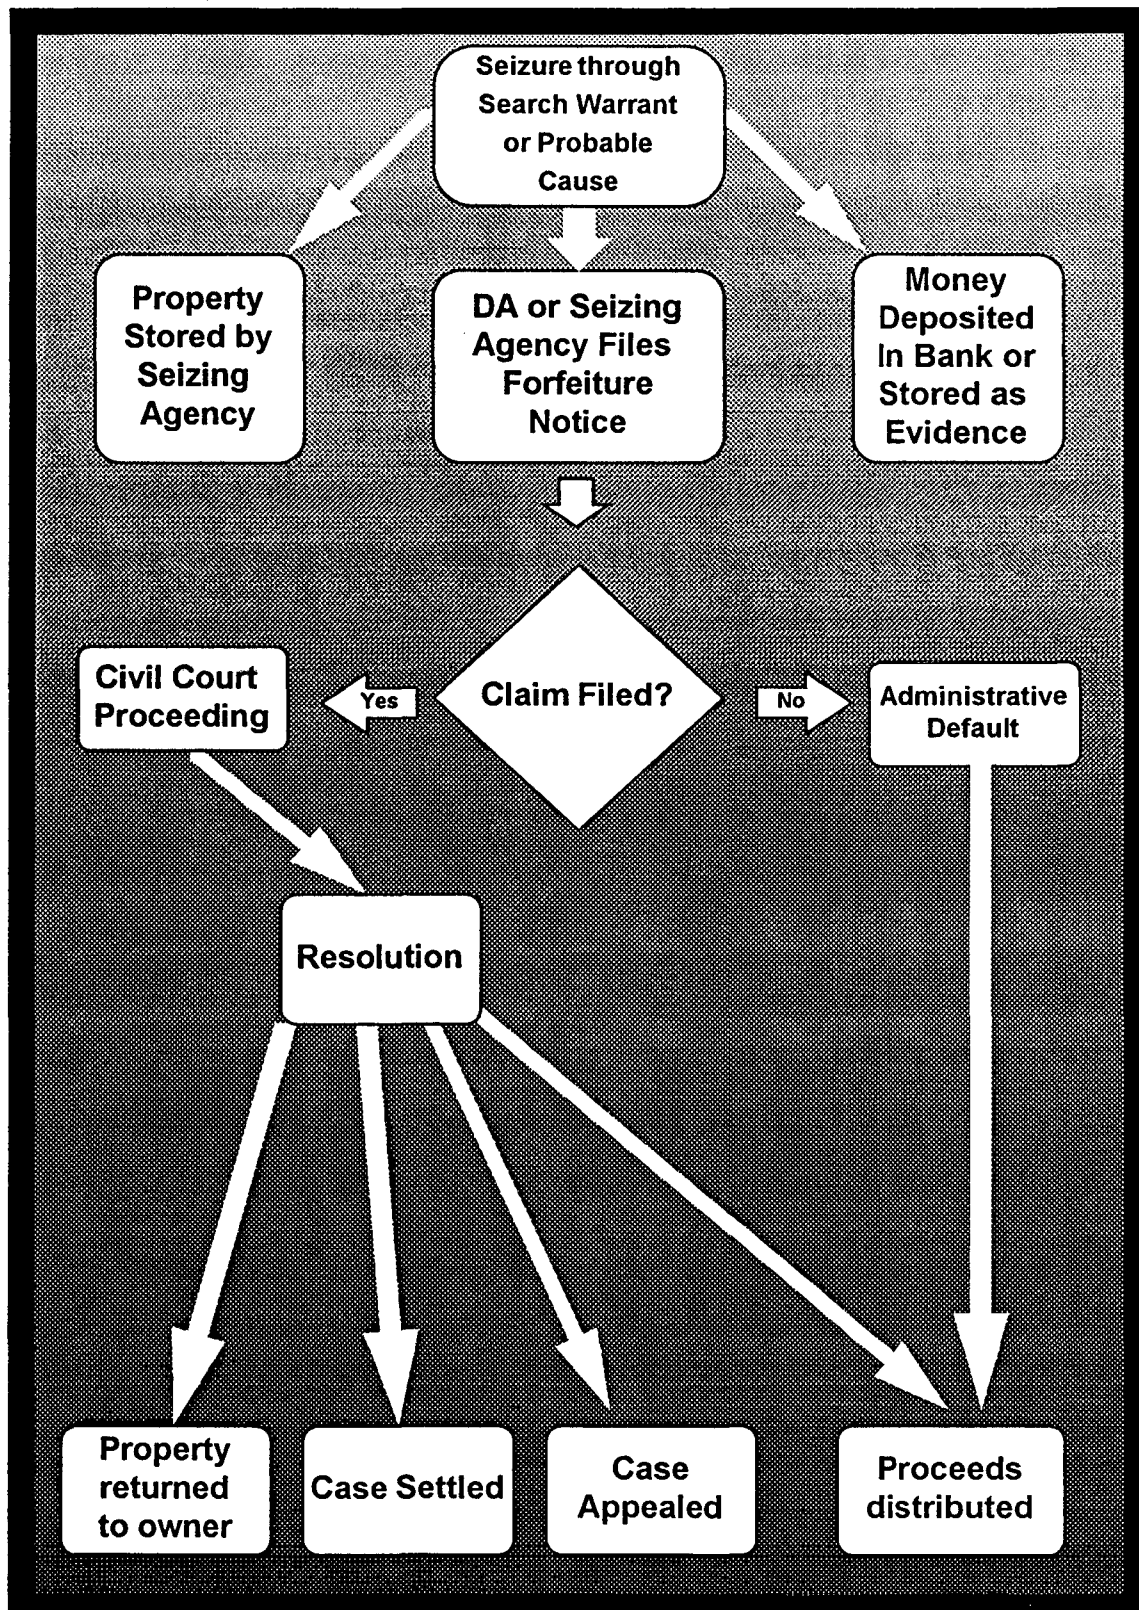 Seizure through
Search Warrant
or Probable
Cause
Property
Stored by
Seizing
Agency
DA or Seizing
Agency Files
Forfeiture
Notice
Money
Deposited
In Bank or
Stored as
Evidence
Civil Court
Proceeding
Yes
Claim Filed?
No
Administrative
Default
Resolution
Property
returned
to owner
Case Settled
Case
Appealed
Proceeds
distributed